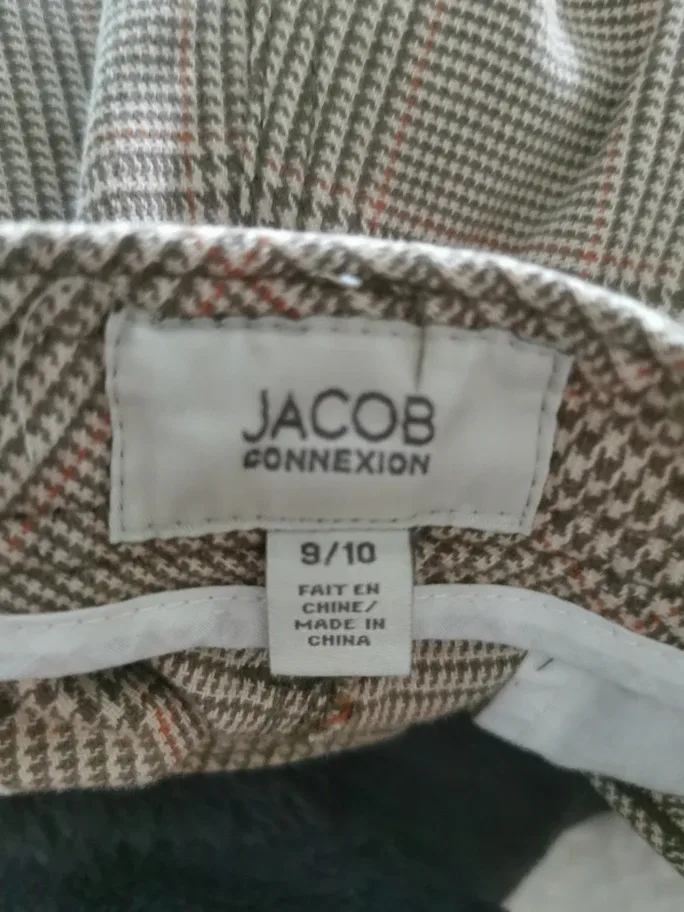 JACOB
CONNEXION
9/10
FAIT EN
CHINE/
MADE IN
CHINA